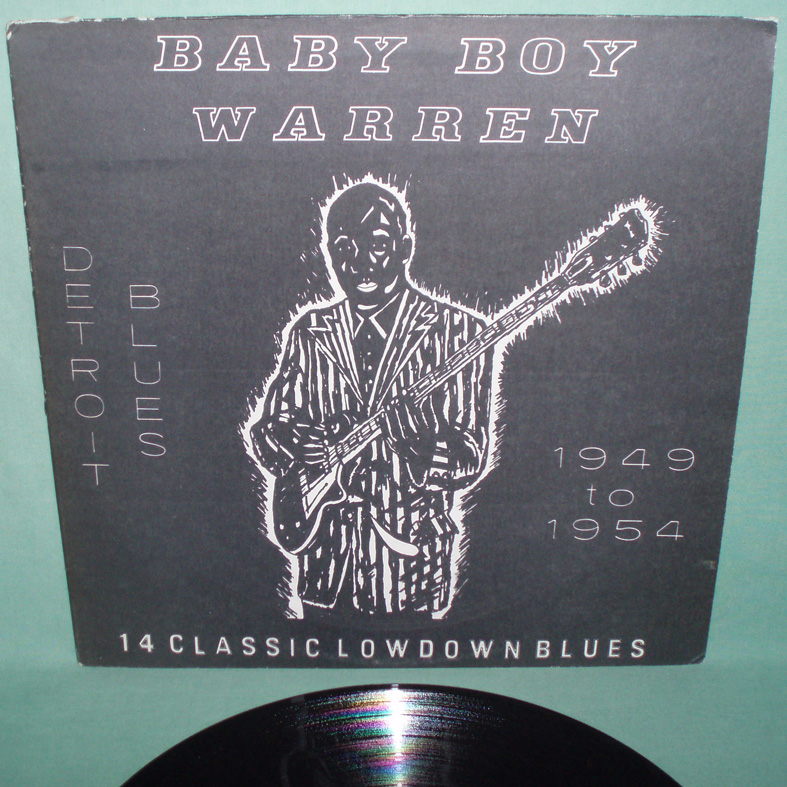 BABY BOY
WARREN
DETROIT
BLUES
1949
to
1954
14 CLASSIC LOWDOWN BLUES